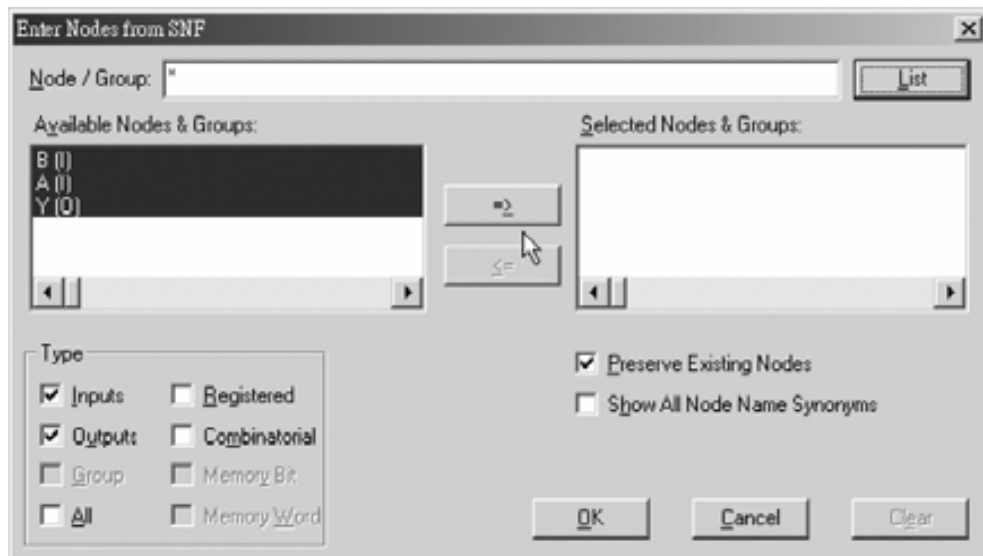 Enter Nodes from SNF
Node / Group: *
List
Available Nodes & Groups:
Selected Nodes & Groups:
B (I)
A (I)
Y (O)
=>
<=
Type
Inputs
Registered
Outputs
Combinatorial
Group
Memory Bit
All
Memory Word
Preserve Existing Nodes
Show All Node Name Synonyms
OK
Cancel
Clear